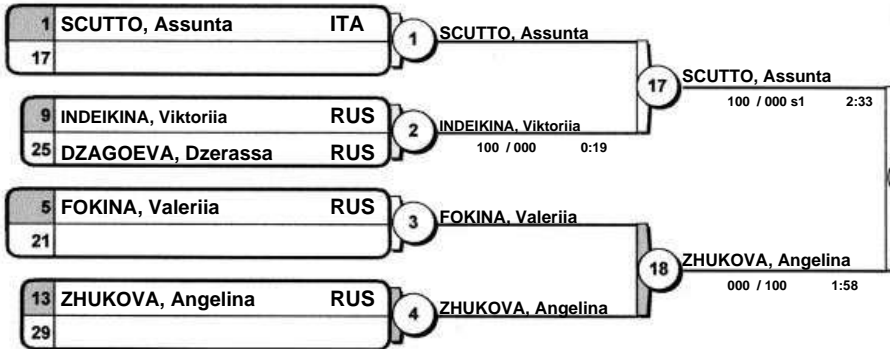 1 SCUTTO, Assunta ITA
17
1 SCUTTO, Assunta
9 INDEIKINA, Viktoriia RUS
25 DZAGOEVA, Dzerassa RUS
2 INDEIKINA, Viktoriia
100 / 000 0:19
17 SCUTTO, Assunta
100 / 000 s1 2:33
5 FOKINA, Valeriia RUS
21
3 FOKINA, Valeriia
13 ZHUKOVA, Angelina RUS
29
4 ZHUKOVA, Angelina
18 ZHUKOVA, Angelina
000 / 100 1:58